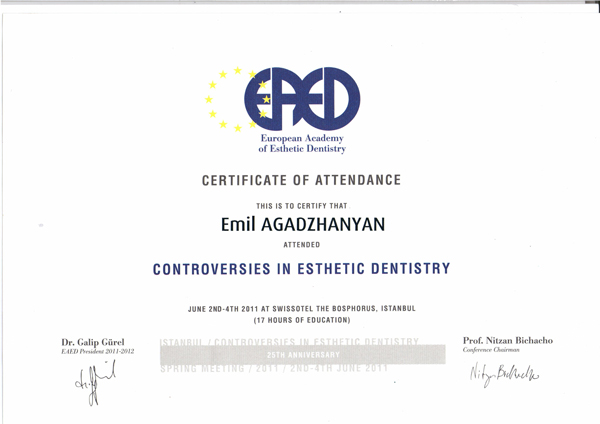 EAED
European Academy
of Esthetic Dentistry
CERTIFICATE OF ATTENDANCE
THIS IS TO CERTIFY THAT
Emil AGADZHANYAN
ATTENDED
CONTROVERSIES IN ESTHETIC DENTISTRY
JUNE 2ND-4TH 2011 AT SWISSOTEL THE BOSPHORUS, ISTANBUL
(17 HOURS OF EDUCATION)
Dr. Galip Gürel
EAED President 2011-2012
ISTANBUL / CONTROVERSIES IN ESTHETIC DENTISTRY
25TH ANNIVERSARY
SPRING MEETING / 2011 / 2ND-4TH JUNE 2011
Prof. Nitzan Bichacho
Conference Chairman